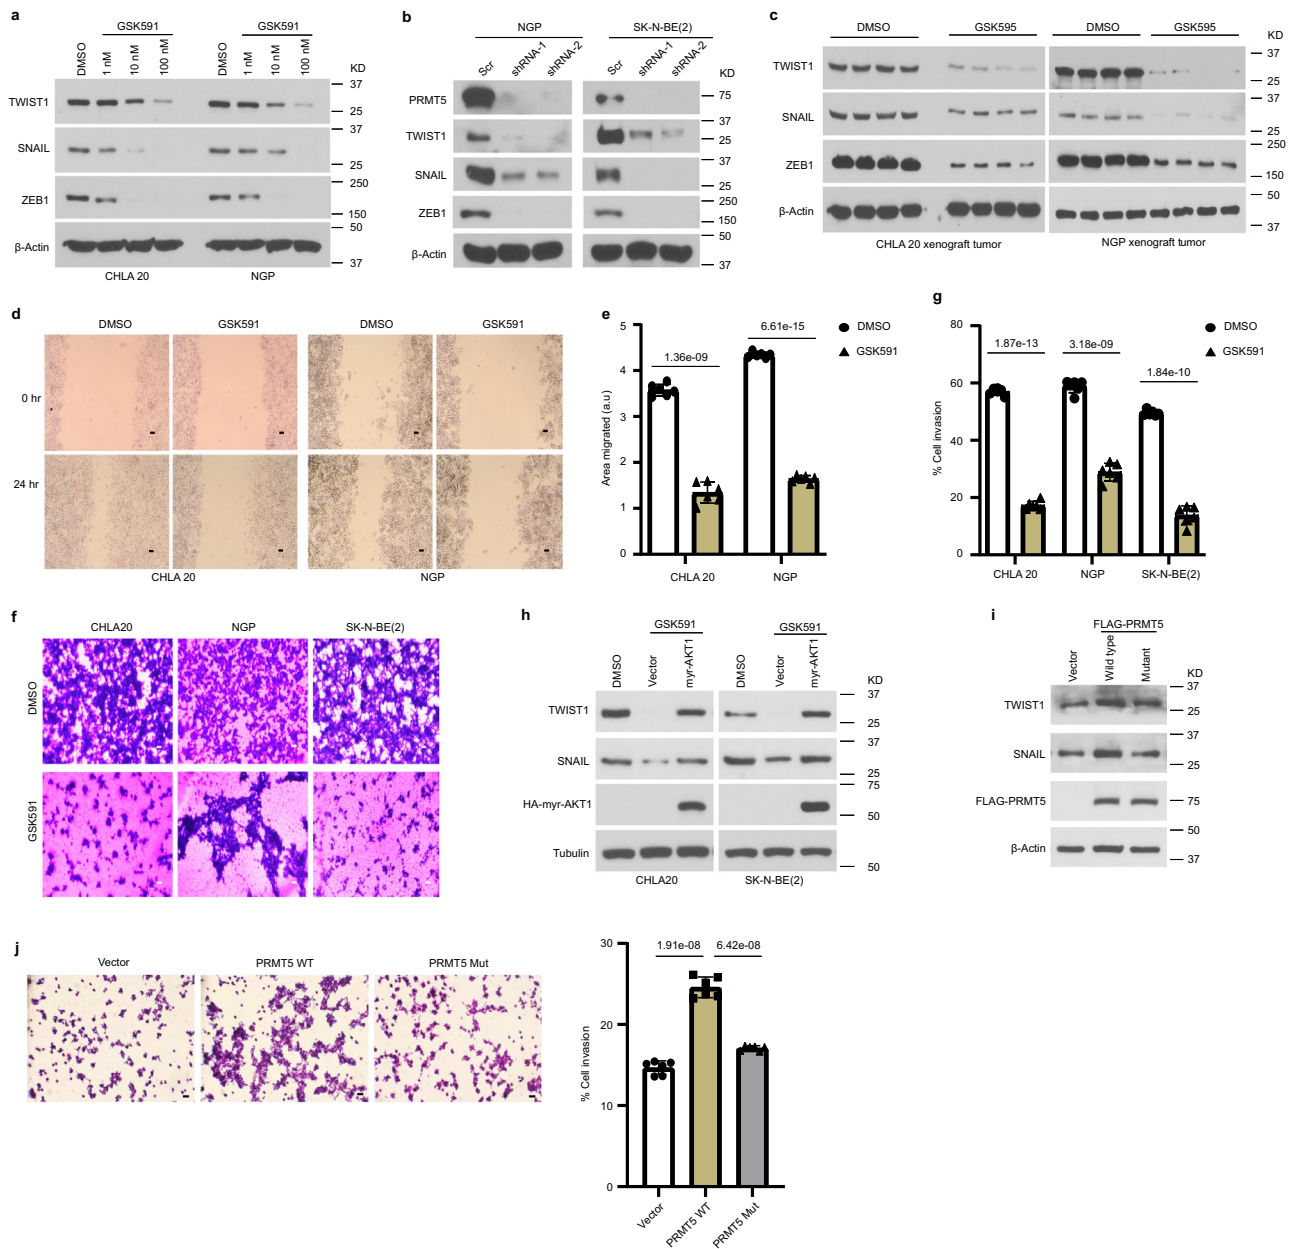 a
GSK591
GSK591
DMSO
1 nM
10 nM
100 nM
DMSO
1 nM
10 nM
100 nM
KD
TWIST1
37
25
SNAIL
37
25
ZEB1
250
150
β-Actin
50
37
CHLA 20
NGP
b
NGP
SK-N-BE(2)
Scr
shRNA-1
shRNA-2
Scr
shRNA-1
shRNA-2
KD
PRMT5
75
TWIST1
37
25
SNAIL
37
25
ZEB1
250
150
β-Actin
50
37
c
DMSO
GSK595
DMSO
GSK595
KD
TWIST1
37
25
SNAIL
37
25
ZEB1
250
150
β-Actin
50
37
CHLA 20 xenograft tumor
NGP xenograft tumor
d
DMSO
GSK591
DMSO
GSK591
0 hr
24 hr
CHLA 20
NGP
e
5
4
3
2
1
0
Area migrated (a.u)
1.36e-09
6.61e-15
DMSO
GSK591
CHLA 20
NGP
g
80
60
40
20
0
% Cell invasion
1.87e-13
3.18e-09
1.84e-10
DMSO
GSK591
CHLA 20
NGP
SK-N-BE(2)
f
CHLA20
NGP
SK-N-BE(2)
DMSO
GSK591
h
GSK591
GSK591
DMSO
Vector
myr-AKT1
DMSO
Vector
myr-AKT1
KD
TWIST1
37
25
SNAIL
37
25
HA-myr-AKT1
75
50
Tubulin
50
CHLA20
SK-N-BE(2)
i
FLAG-PRMT5
Vector
Wild type
Mutant
KD
TWIST1
37
25
SNAIL
37
25
FLAG-PRMT5
75
β-Actin
50
37
j
Vector
PRMT5 WT
PRMT5 Mut
30
20
10
0
% Cell invasion
1.91e-08
6.42e-08
Vector
PRMT5 WT
PRMT5 Mut